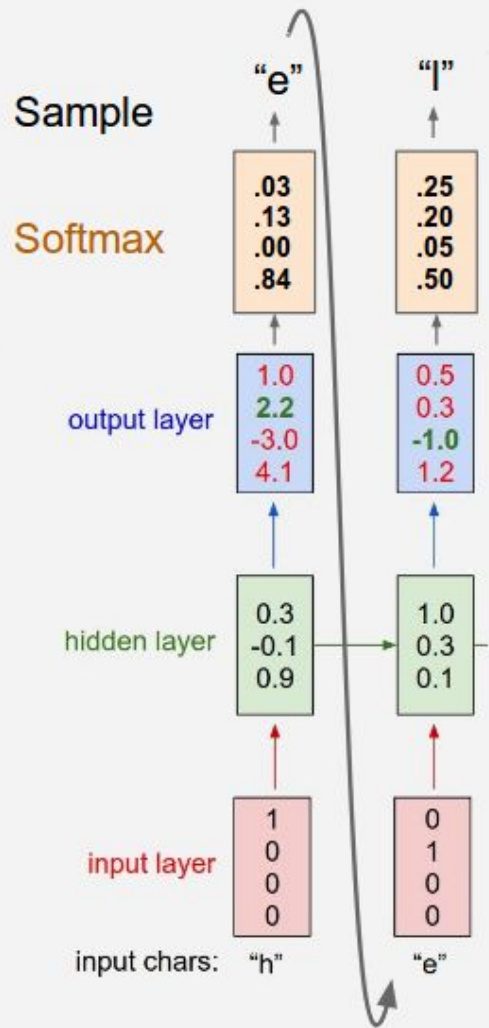 “e” “l”
Sample
Softmax
.03 .25
.13 .20
.00 .05
.84 .50
output layer
1.0 0.5
2.2 0.3
-3.0 -1.0
4.1 1.2
hidden layer
0.3 1.0
-0.1 0.3
0.9 0.1
input layer
1 0
0 1
0 0
0 0
input chars: “h” “e”